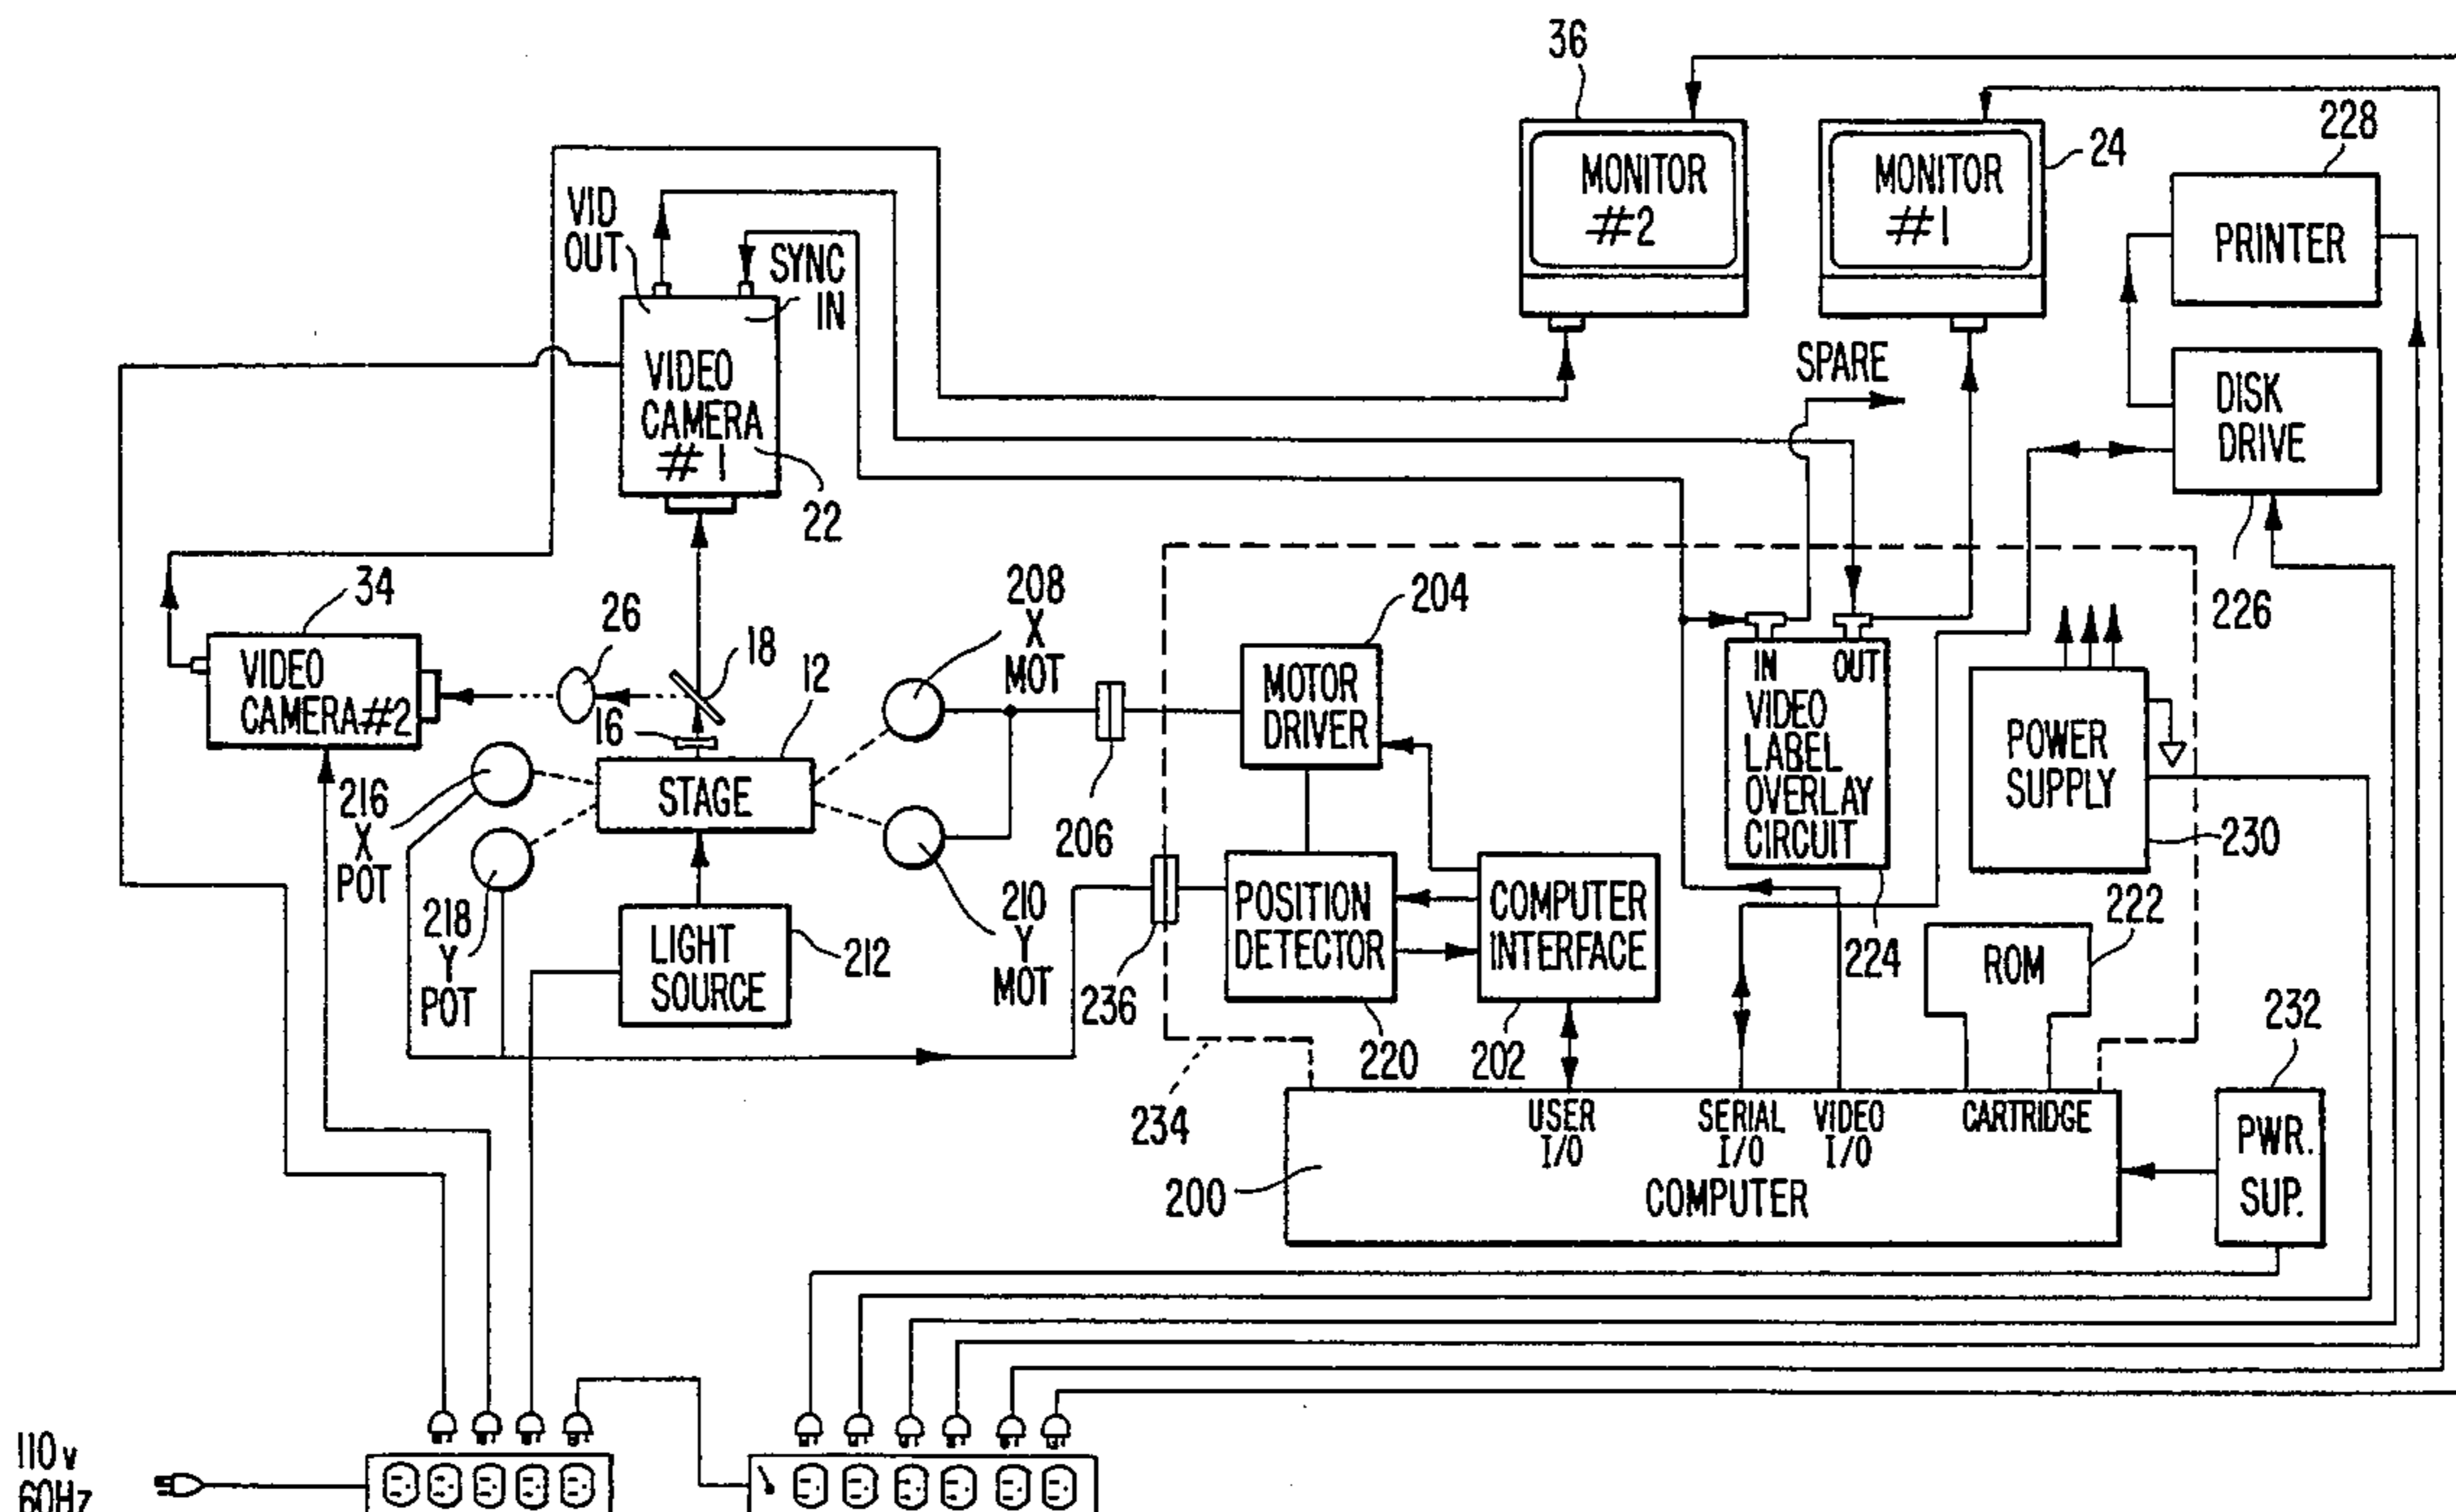 36
228
MONITOR
#2
MONITOR
#1
24
PRINTER
VID
OUT
SYNC
IN
SPARE
VIDEO
CAMERA
#1
22
DISK
DRIVE
226
34
26
18
12
16
208
X
MOT
204
VIDEO
CAMERA#2
STAGE
206
MOTOR
DRIVER
IN
OUT
VIDEO
LABEL
OVERLAY
CIRCUIT
POWER
SUPPLY
230
216
X
POT
218
Y
POT
LIGHT
SOURCE
212
210
Y
MOT
236
POSITION
DETECTOR
COMPUTER
INTERFACE
224
222
ROM
220
202
232
234
USER
I/O
SERIAL
I/O
VIDEO
I/O
CARTRIDGE
200
COMPUTER
PWR.
SUP.
110v
60Hz